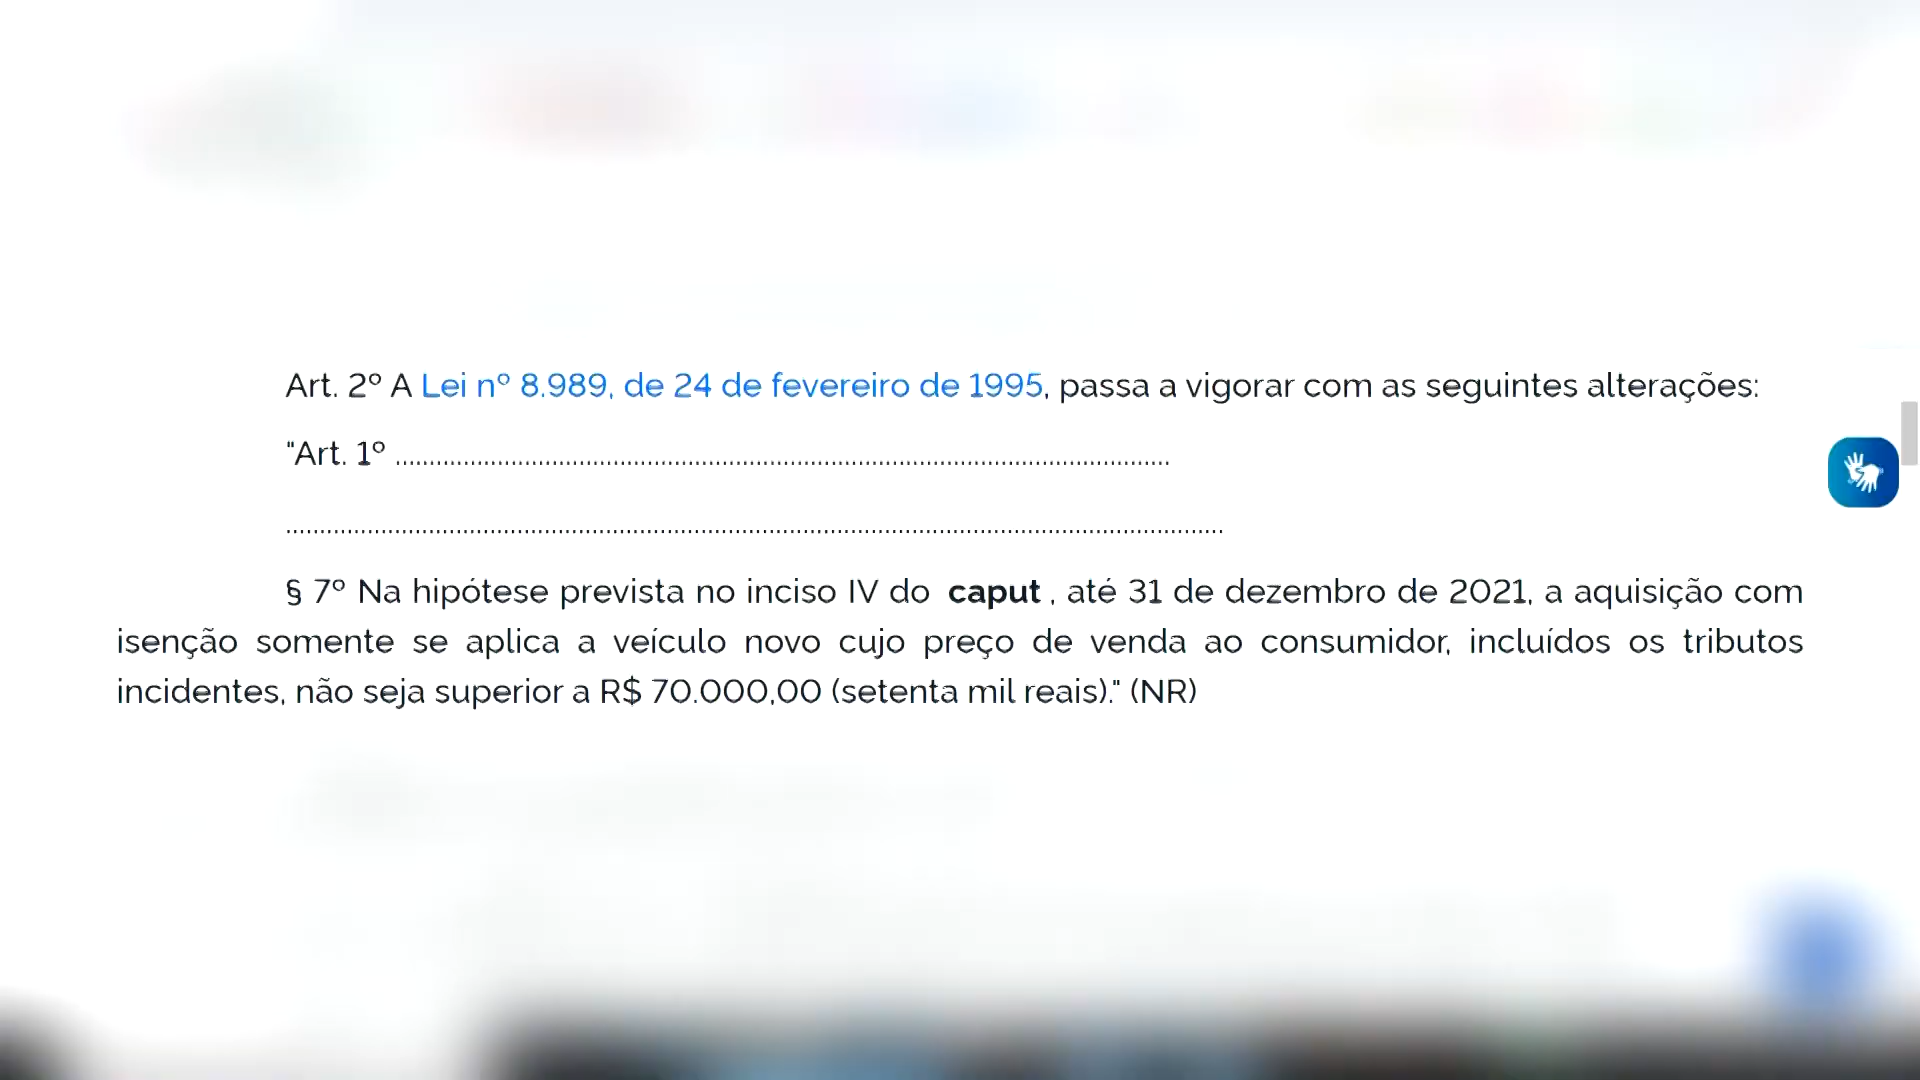 Art. 2º A Lei nº 8.989, de 24 de fevereiro de 1995, passa a vigorar com as seguintes alterações:
"Art. 1º ..................................................................................................................
..........................................................................................................................................
§ 7º Na hipótese prevista no inciso IV do caput , até 31 de dezembro de 2021, a aquisição com
isenção somente se aplica a veículo novo cujo preço de venda ao consumidor, incluídos os tributos
incidentes, não seja superior a R$ 70.000,00 (setenta mil reais)." (NR)